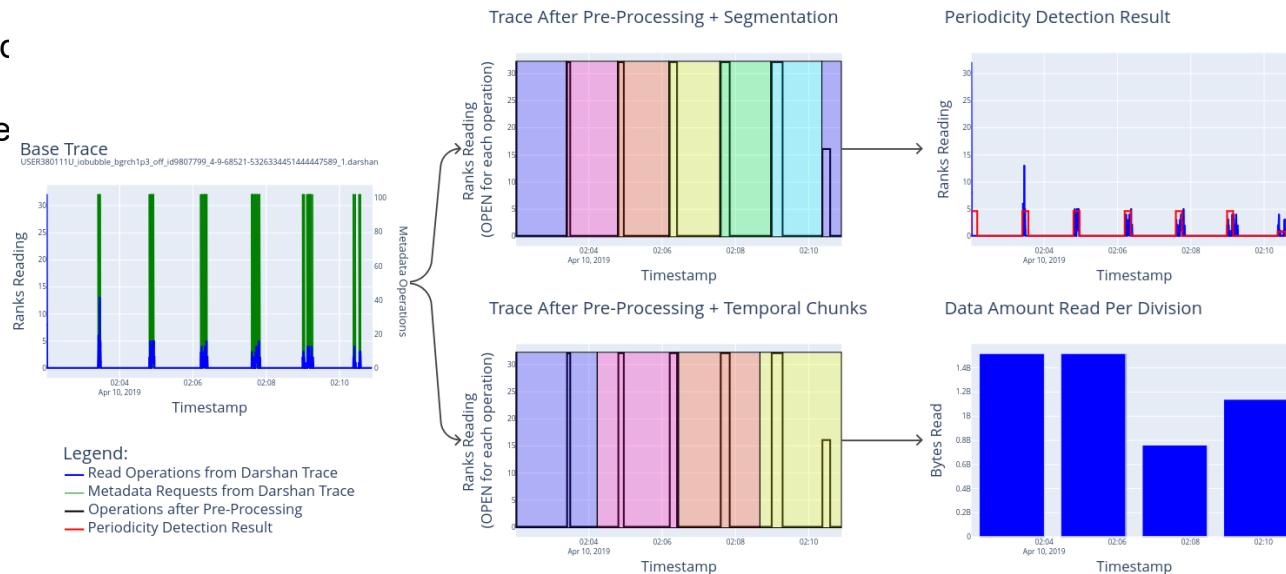 Base Trace
USER380111U_iobubble_bgrch1p3_off_id9807799_4-9-68521-5326334451444447589_1.darshan
Ranks Reading
30
25
20
15
10
5
0
100
80
60
40
20
0
Metadata Operations
02:04
02:06
02:08
02:10
Apr 10, 2019
Timestamp
Legend:
Read Operations from Darshan Trace
Metadata Requests from Darshan Trace
Operations after Pre-Processing
Periodicity Detection Result
Trace After Pre-Processing + Segmentation
Ranks Reading
(OPEN for each operation)
30
25
20
15
10
5
0
02:04
02:06
02:08
02:10
Apr 10, 2019
Timestamp
Periodicity Detection Result
Ranks Reading
30
25
20
15
10
5
0
02:04
02:06
02:08
02:10
Apr 10, 2019
Timestamp
Trace After Pre-Processing + Temporal Chunks
Ranks Reading
(OPEN for each operation)
30
25
20
15
10
5
0
02:04
02:06
02:08
02:10
Apr 10, 2019
Timestamp
Data Amount Read Per Division
Bytes Read
1.4B
1.2B
1B
0.8B
0.6B
0.4B
0.2B
0
02:04
02:06
02:08
02:10
Apr 10, 2019
Timestamp